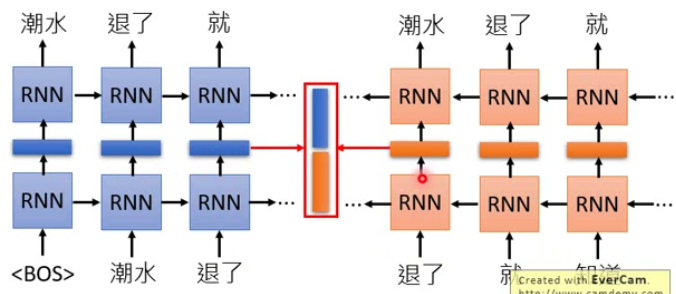 潮水 退了 就 潮水 退了 就
RNN RNN RNN ... ... RNN RNN RNN ...
RNN RNN RNN ... ... RNN RNN RNN ...
<BOS> 潮水 退了 退了 就 知道
Created with EverCam.
http://www.camdemy.com